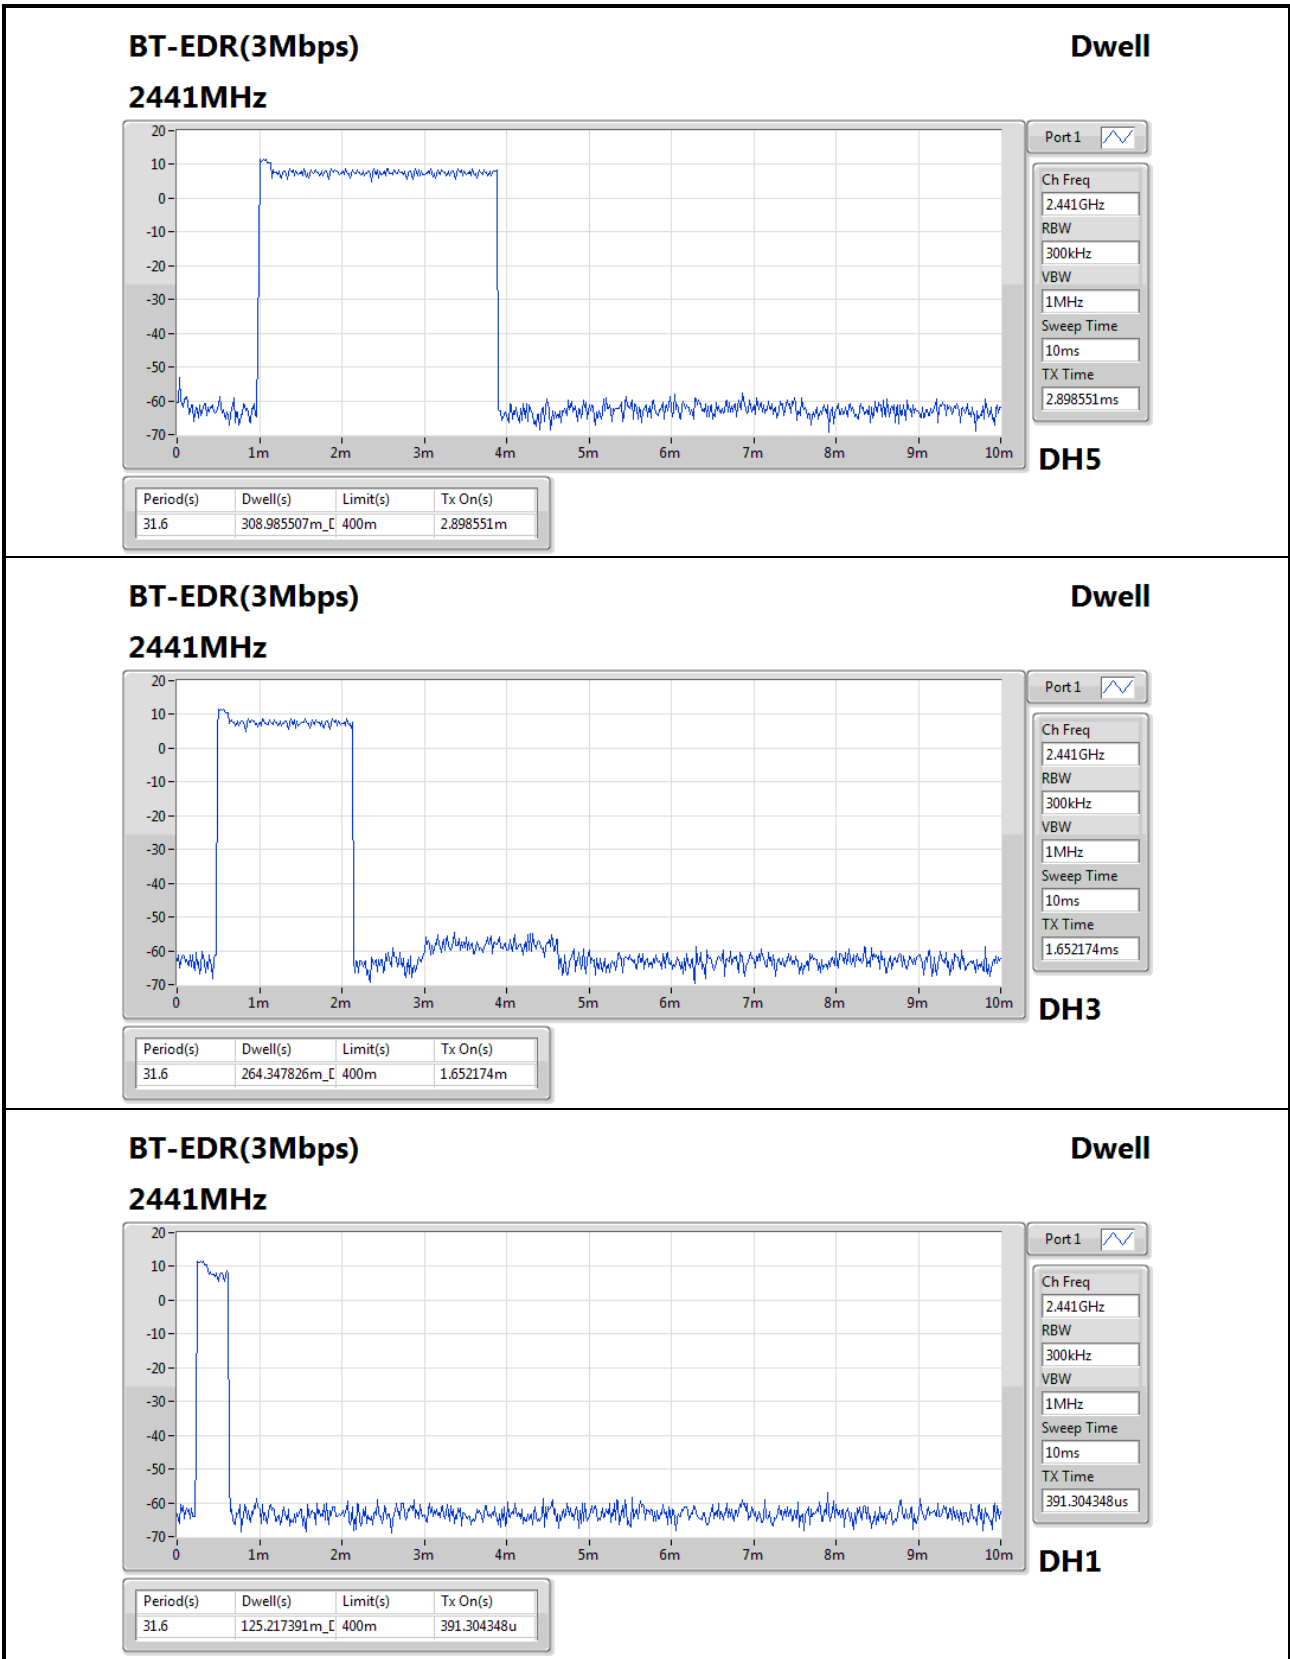 BT-EDR(3Mbps) Dwell
2441MHz
20
10
0
-10
-20
-30
-40
-50
-60
-70
0 1m 2m 3m 4m 5m 6m 7m 8m 9m 10m
Port 1
Ch Freq
2.441GHz
RBW
300kHz
VBW
1MHz
Sweep Time
10ms
TX Time
2.898551ms
DH5
Period(s) Dwell(s) Limit(s) Tx On(s)
31.6 308.985507m_D 400m 2.898551m
BT-EDR(3Mbps) Dwell
2441MHz
20
10
0
-10
-20
-30
-40
-50
-60
-70
0 1m 2m 3m 4m 5m 6m 7m 8m 9m 10m
Port 1
Ch Freq
2.441GHz
RBW
300kHz
VBW
1MHz
Sweep Time
10ms
TX Time
1.652174ms
DH3
Period(s) Dwell(s) Limit(s) Tx On(s)
31.6 264.347826m_D 400m 1.652174m
BT-EDR(3Mbps) Dwell
2441MHz
20
10
0
-10
-20
-30
-40
-50
-60
-70
0 1m 2m 3m 4m 5m 6m 7m 8m 9m 10m
Port 1
Ch Freq
2.441GHz
RBW
300kHz
VBW
1MHz
Sweep Time
10ms
TX Time
391.304348us
DH1
Period(s) Dwell(s) Limit(s) Tx On(s)
31.6 125.217391m_D 400m 391.304348u